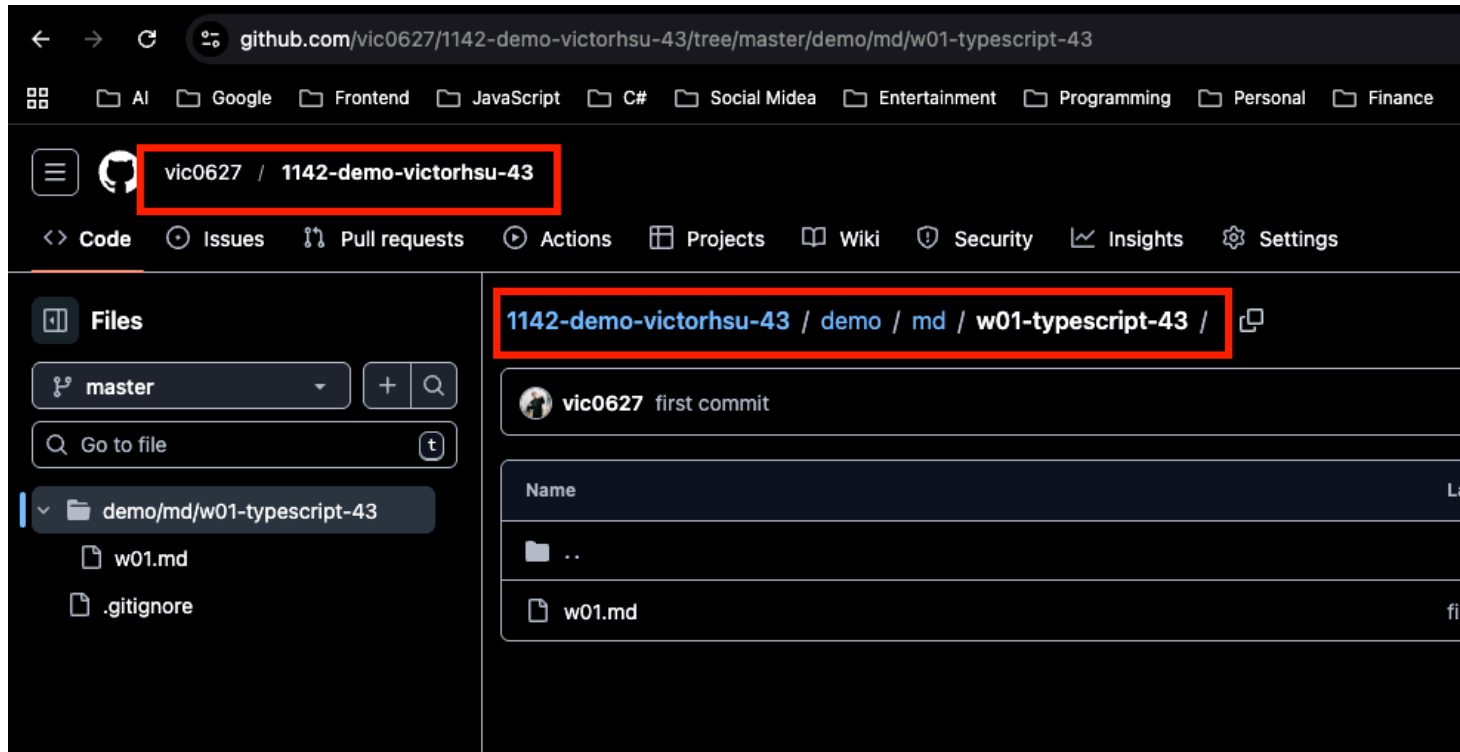 github.com/vic0627/1142-demo-victorhsu-43/tree/master/demo/md/w01-typescript-43
AI Google Frontend JavaScript C# Social Midea Entertainment Programming Personal Finance
vic0627 / 1142-demo-victorhsu-43
<> Code Issues Pull requests Actions Projects Wiki Security Insights Settings
Files
1142-demo-victorhsu-43 / demo / md / w01-typescript-43 /
master
vic0627 first commit
Go to file t
Name
demo/md/w01-typescript-43
..
w01.md
w01.md
.gitignore